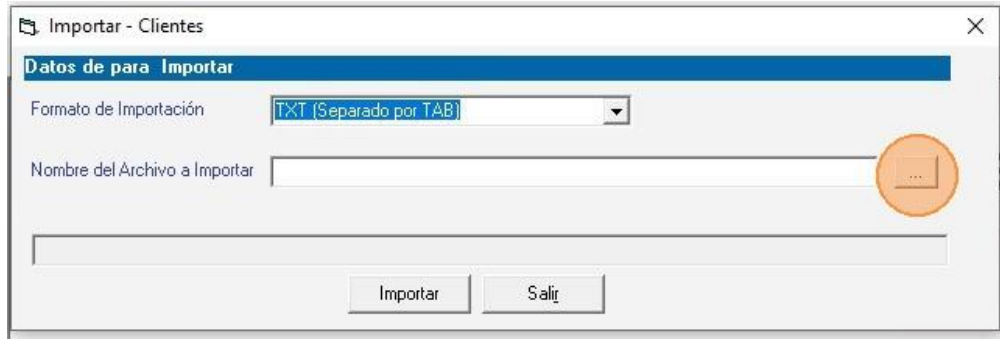 Importar - Clientes
Datos de para Importar
Formato de Importación TXT (Separado por TAB)
Nombre del Archivo a Importar ...
Importar Salir